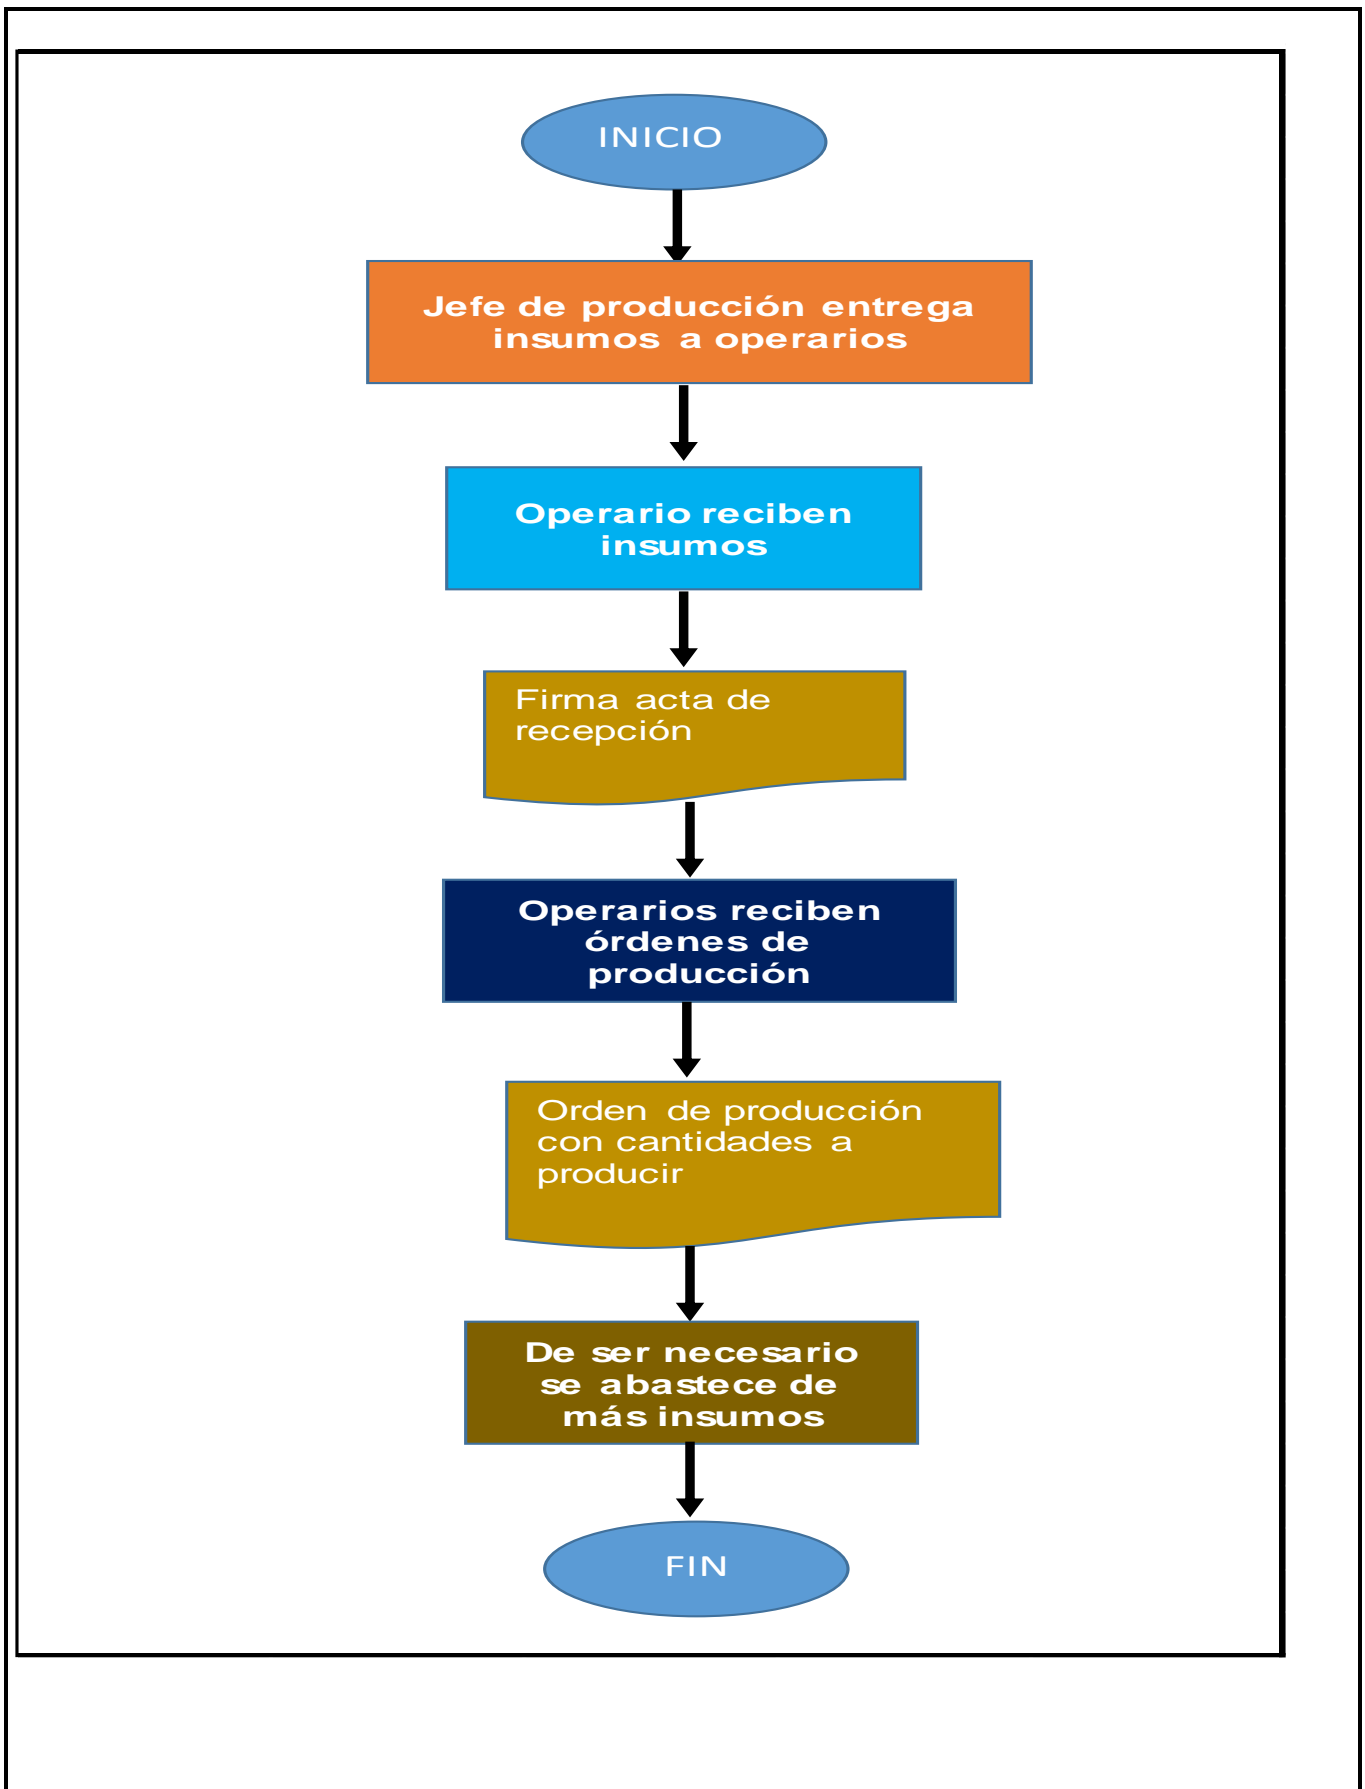 INICIO
Jefe de producción entrega
insumos a operarios
Operario reciben
insumos
Firma acta de
recepción
Operarios reciben
órdenes de
producción
Orden de producción
con cantidades a
producir
De ser necesario
se abastece de
más insumos
FIN